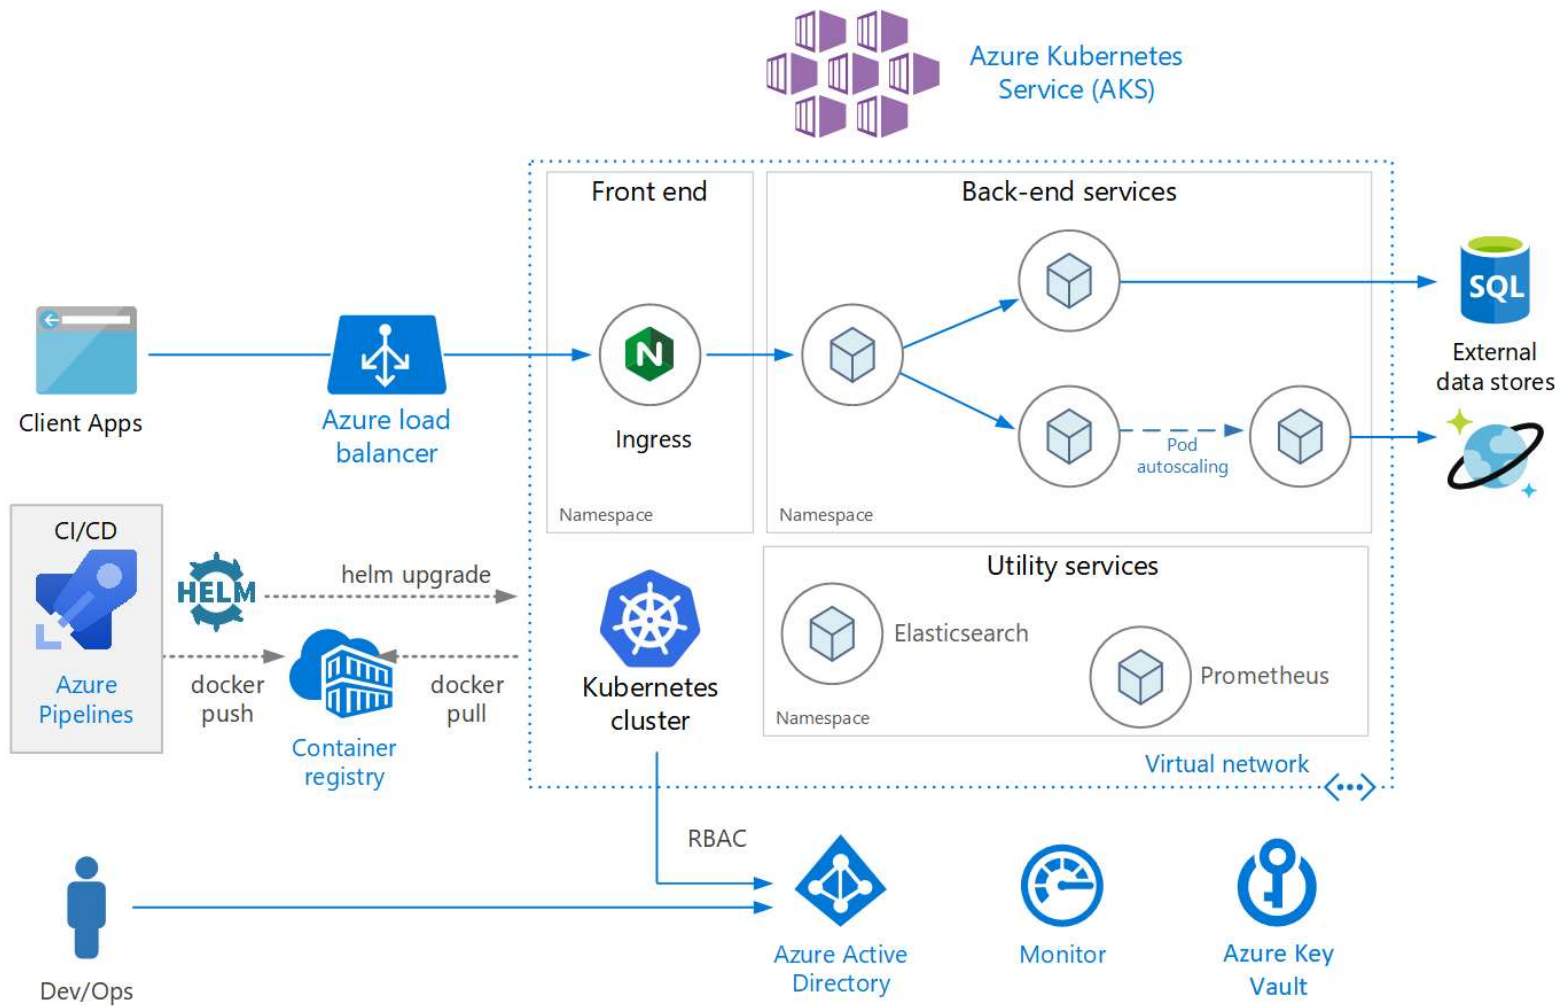 Azure Kubernetes
Service (AKS)
Front end
Back-end services
SQL
External
data stores
Client Apps
Azure load
balancer
N
Ingress
Pod
autoscaling
Namespace
Namespace
CI/CD
HELM
helm upgrade
Utility services
Elasticsearch
Prometheus
Azure
Pipelines
docker
push
docker
pull
Kubernetes
cluster
Namespace
Container
registry
Virtual network
RBAC
Azure Active
Directory
Monitor
Azure Key
Vault
Dev/Ops